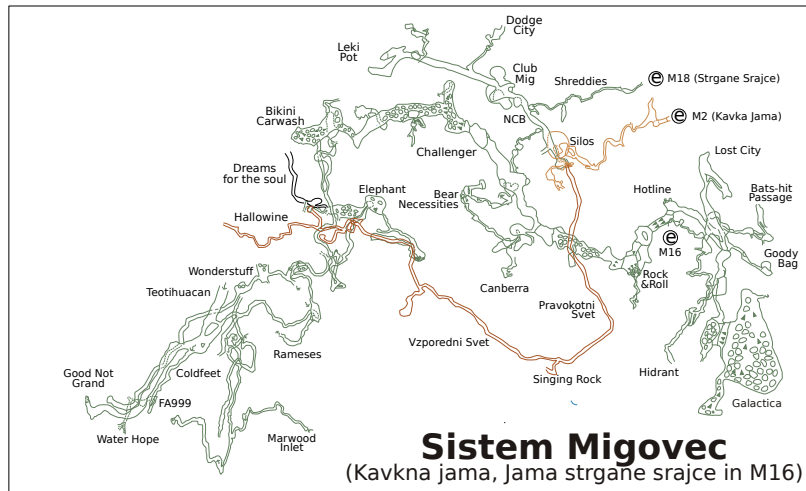 Dodge
City
Leki
Pot
Club
Mig
Shreddies
e M18 (Strgane Srajce)
Bikini
Carwash
NCB
e M2 (Kavka Jama)
Challenger
Silos
Lost City
Dreams
for the soul
Elephant
Bear
Necessities
Hotline
Bats-hit
Passage
Hallowine
e
M16
Goody
Bag
Wonderstuff
Teotihuacan
Canberra
Rock
&Roll
Pravokotni
Svet
Vzporedni Svet
Rameses
Coldfeet
Good Not
Grand
Singing Rock
Hidrant
FA999
Galactica
Water Hope
Marwood
Inlet
Sistem Migovec
(Kavkna jama, Jama strgane srajce in M16)